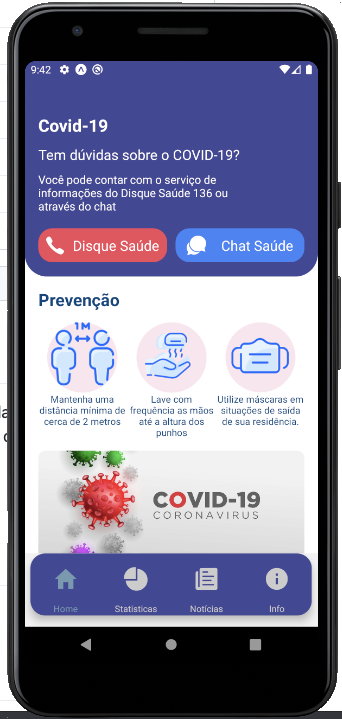 9:42
Covid-19
Tem dúvidas sobre o COVID-19?
Você pode contar com o serviço de
informações do Disque Saúde 136 ou
através do chat
Disque Saúde
Chat Saúde
Prevenção
1M
Mantenha uma
distância mínima de
cerca de 2 metros
Lave com
frequência as mãos
até a altura dos
punhos
Utilize máscaras em
situações de saída
de sua residência.
COVID-19
CORONAVIRUS
Home
Statisticas
Notícias
Info